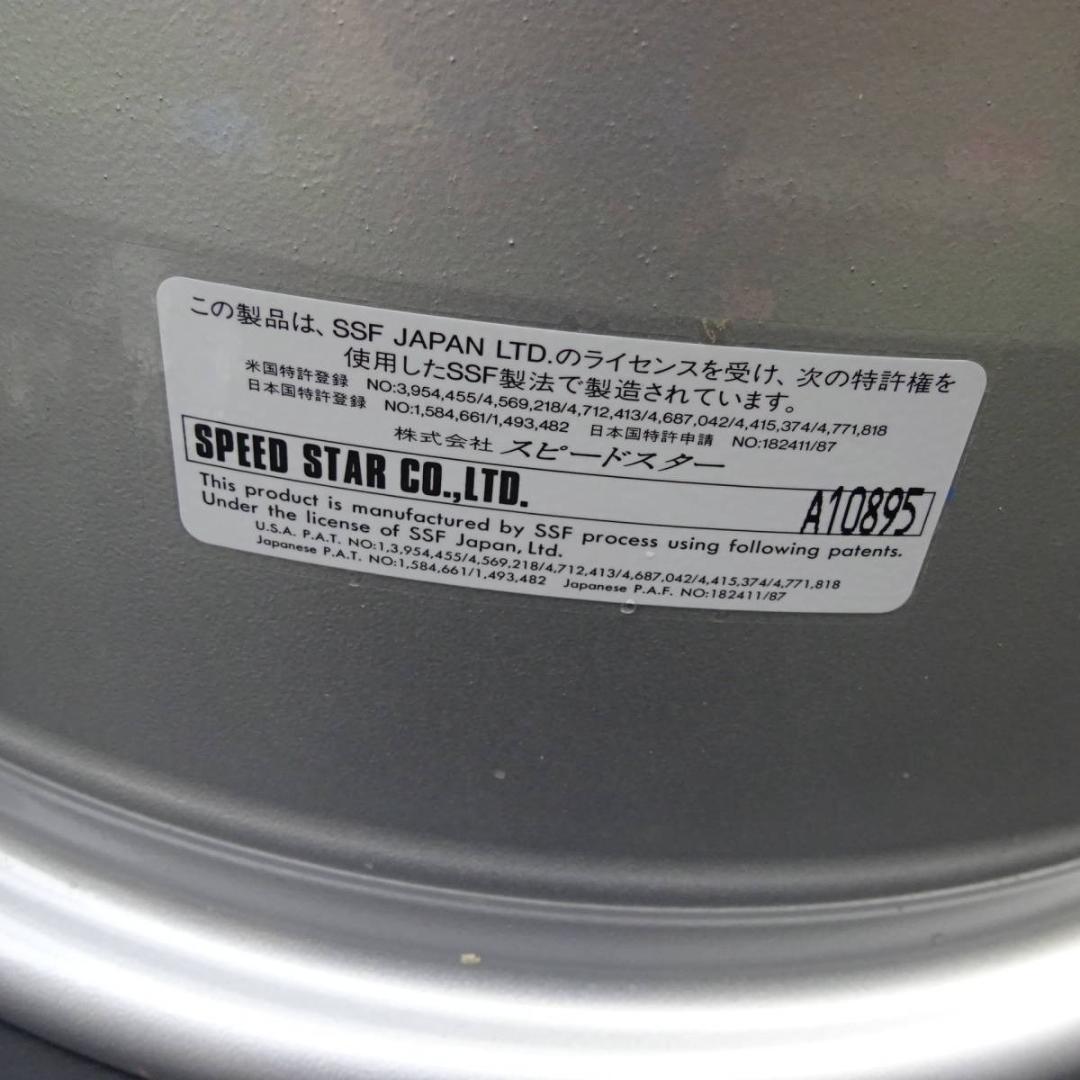 この製品は、SSF JAPAN LTD.のライセンスを受け、次の特許権を
使用したSSF製法で製造されています。
米国特許登録 NO:3,954,455/4,569,218/4,712,413/4,687,042/4,415,374/4,771,818
日本国特許登録 NO:1,584,661/1,493,482 日本国特許申請 NO:182411/87
株式会社 スピードスター
SPEED STAR CO.,LTD. A10895
This product is manufactured by SSF process using following patents.
Under the license of SSF Japan, Ltd.
U.S.A. P.A.T. NO:1,3,954,455/4,569,218/4,712,413/4,687,042/4,415,374/4,771,818
Japanese P.A.T. NO:1,584,661/1,493,482 Japanese P.A.F. NO:182411/87